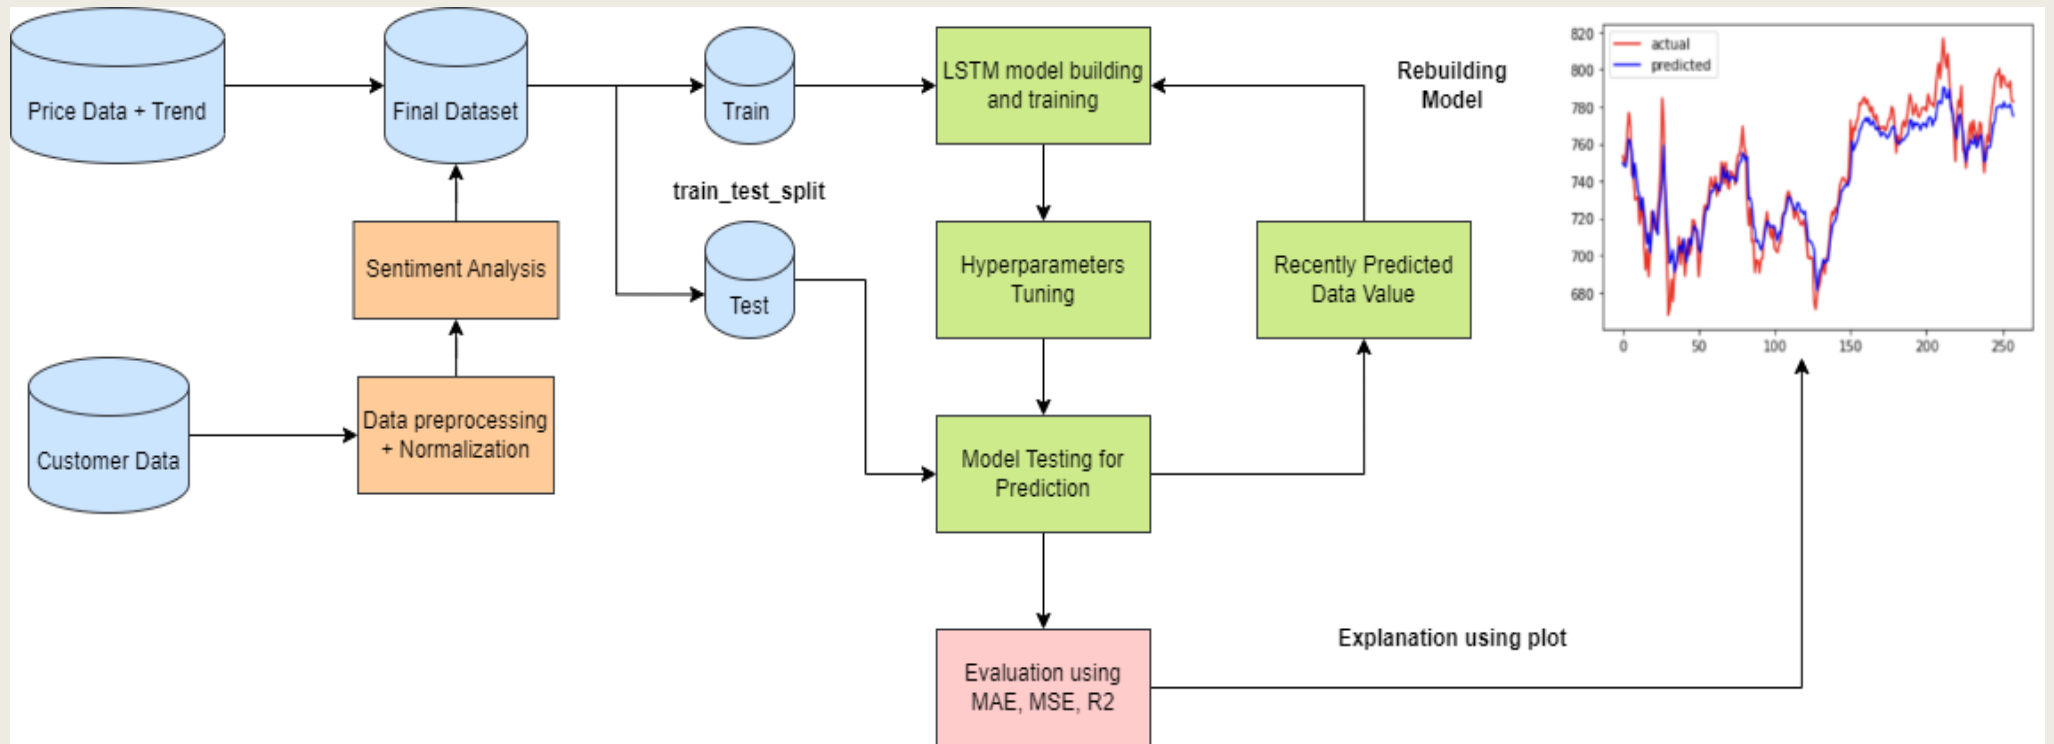 Price Data + Trend
Final Dataset
Train
train_test_split
Test
Sentiment Analysis
Data preprocessing
+ Normalization
Customer Data
LSTM model building
and training
Hyperparameters
Tuning
Model Testing for
Prediction
Evaluation using
MAE, MSE, R2
Recently Predicted
Data Value
Rebuilding
Model
Explanation using plot
actual
predicted
820
800
780
760
740
720
700
680
0 50 100 150 200 250